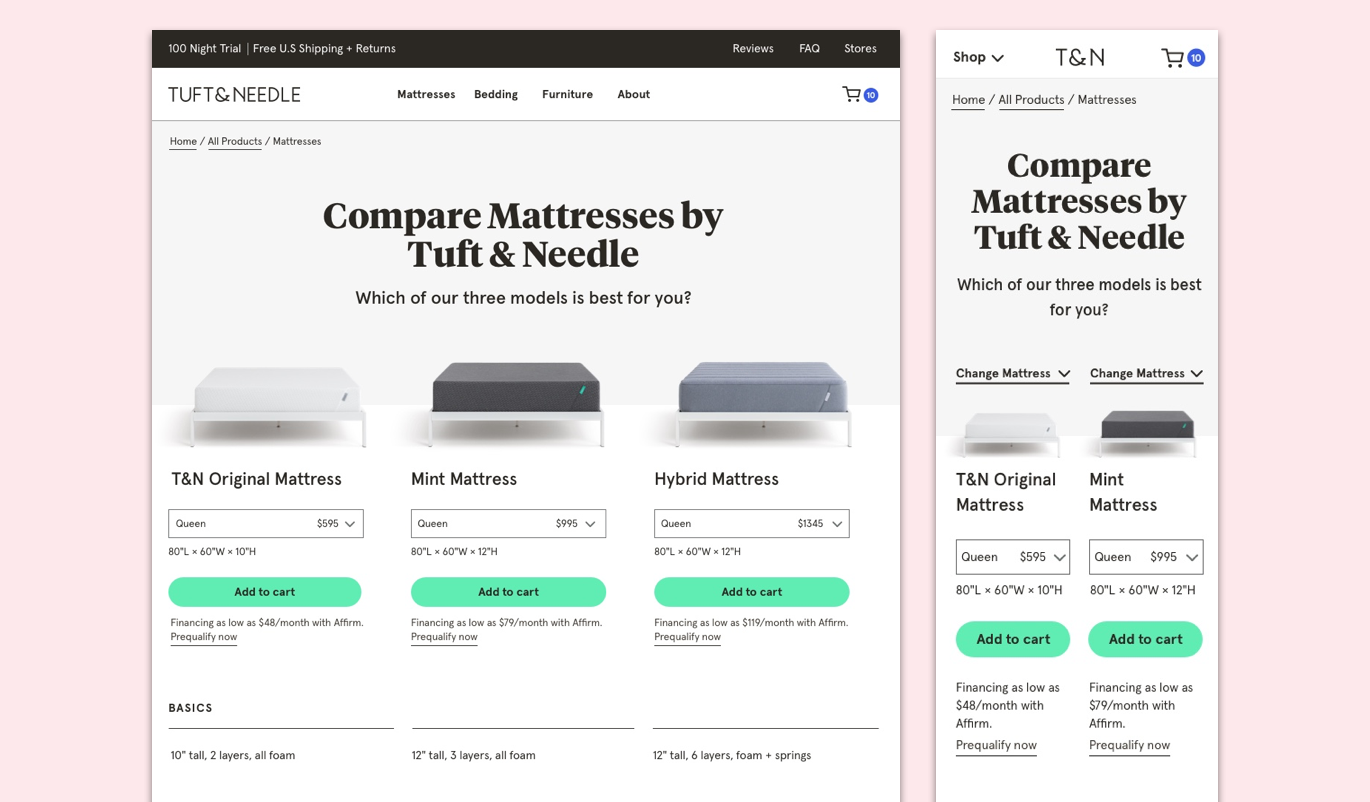 100 Night Trial | Free U.S Shipping + Returns
Reviews FAQ Stores
TUFT&NEEDLE
Mattresses Bedding Furniture About
10
Home / All Products / Mattresses
Compare Mattresses by
Tuft & Needle
Which of our three models is best for you?
T&N Original Mattress
Queen $595
80"L × 60"W × 10"H
Add to cart
Financing as low as $48/month with Affirm.
Prequalify now
Mint Mattress
Queen $995
80"L × 60"W × 12"H
Add to cart
Financing as low as $79/month with Affirm.
Prequalify now
Hybrid Mattress
Queen $1345
80"L × 60"W × 12"H
Add to cart
Financing as low as $119/month with Affirm.
Prequalify now
BASICS
10" tall, 2 layers, all foam
12" tall, 3 layers, all foam
12" tall, 6 layers, foam + springs
Shop
T&N
10
Home / All Products / Mattresses
Compare
Mattresses by
Tuft & Needle
Which of our three models is best
for you?
Change Mattress
T&N Original
Mattress
Queen $595
80"L × 60"W × 10"H
Add to cart
Financing as low as
$48/month with
Affirm.
Prequalify now
Change Mattress
Mint
Mattress
Queen $995
80"L × 60"W × 12"H
Add to cart
Financing as low as
$79/month with
Affirm.
Prequalify now